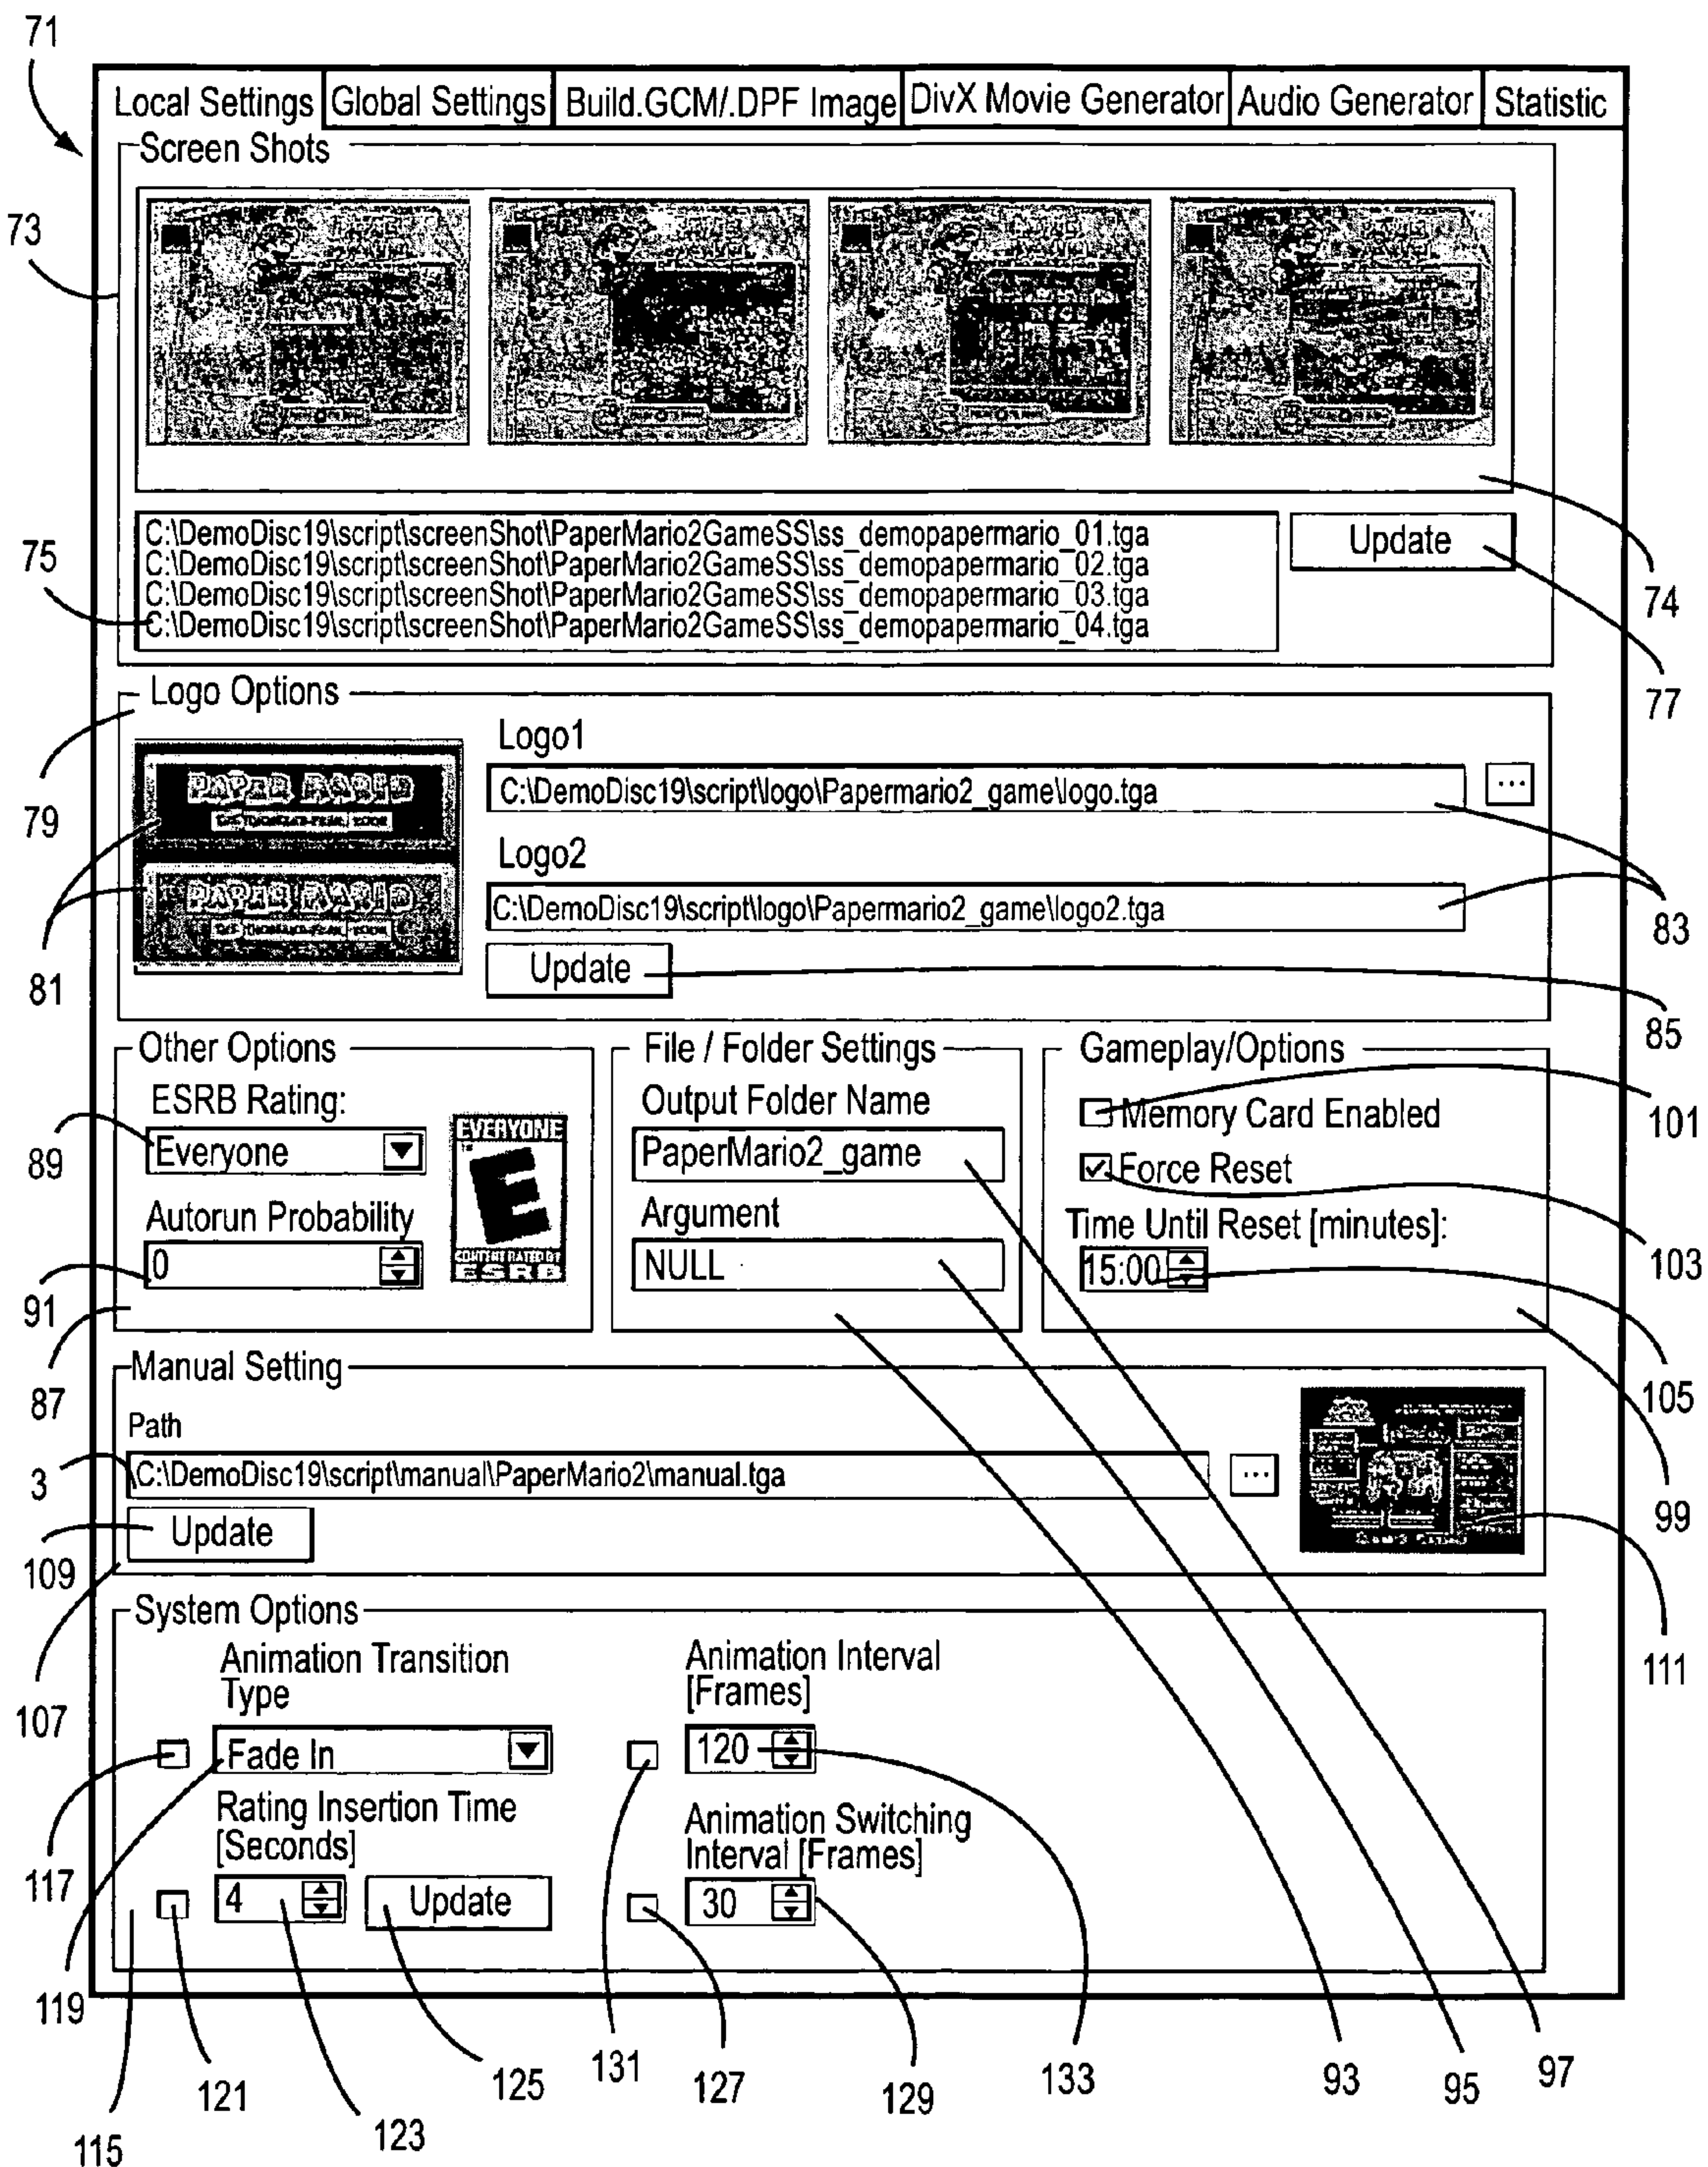 71
Local Settings Global Settings Build.GCM/.DPF Image DivX Movie Generator Audio Generator Statistic
Screen Shots
73
C:\DemoDisc19\script\screenShot\PaperMario2GameSS\ss_demopapermario_01.tga
C:\DemoDisc19\script\screenShot\PaperMario2GameSS\ss_demopapermario_02.tga
C:\DemoDisc19\script\screenShot\PaperMario2GameSS\ss_demopapermario_03.tga
C:\DemoDisc19\script\screenShot\PaperMario2GameSS\ss_demopapermario_04.tga
Update
75
74
77
Logo Options
79
PAPER MARIO
PAPER MARIO
81
Logo1
C:\DemoDisc19\script\logo\Papermario2_game\logo.tga
...
Logo2
C:\DemoDisc19\script\logo\Papermario2_game\logo2.tga
83
Update
85
Other Options
ESRB Rating:
Everyone
89
Autorun Probability
0
91
87
EVERYONE
E
CONTENT RATED BY
ESRB
File / Folder Settings
Output Folder Name
PaperMario2_game
Argument
NULL
Gameplay/Options
Memory Card Enabled
101
Force Reset
103
Time Until Reset [minutes]:
15:00
105
99
Manual Setting
Path
3
C:\DemoDisc19\script\manual\PaperMario2\manual.tga
...
Update
109
107
111
System Options
Animation Transition
Type
Fade In
117
119
Rating Insertion Time
[Seconds]
4
Update
Animation Interval
[Frames]
120
Animation Switching
Interval [Frames]
30
115
121
123
125
131
127
129
133
93
95
97